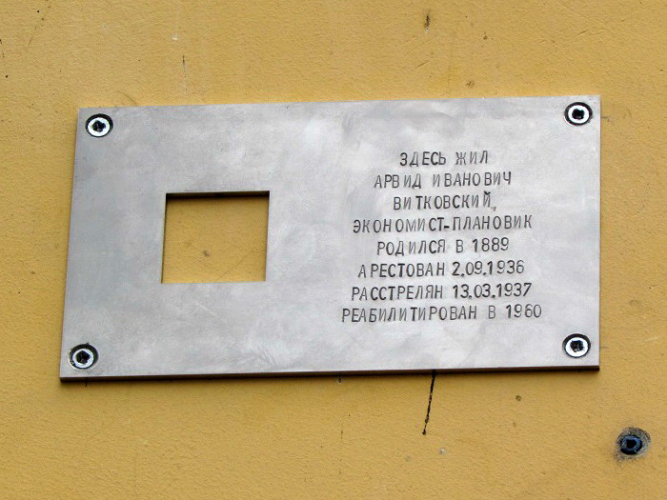 ЗДЕСЬ ЖИЛ
АРВИД ИВАНОВИЧ
ВИТКОВСКИЙ,
ЭКОНОМИСТ-ПЛАНОВИК
РОДИЛСЯ В 1889
АРЕСТОВАН 2.09.1936
РАССТРЕЛЯН 13.03.1937
РЕАБИЛИТИРОВАН В 1960